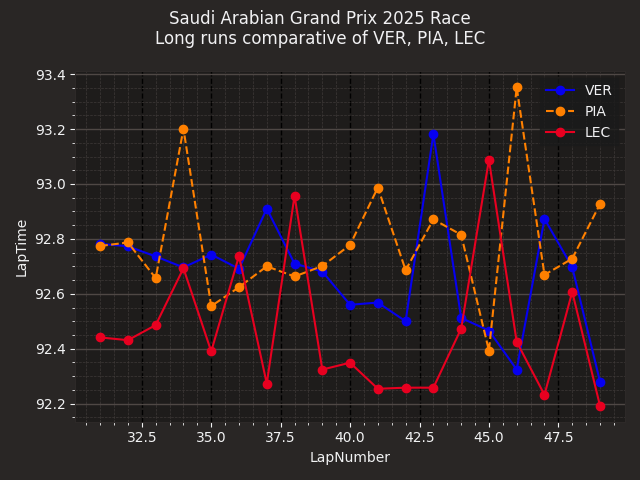 Saudi Arabian Grand Prix 2025 Race
Long runs comparative of VER, PIA, LEC
93.4
93.2
93.0
92.8
92.6
92.4
92.2
LapTime
VER
PIA
LEC
32.5 35.0 37.5 40.0 42.5 45.0 47.5
LapNumber